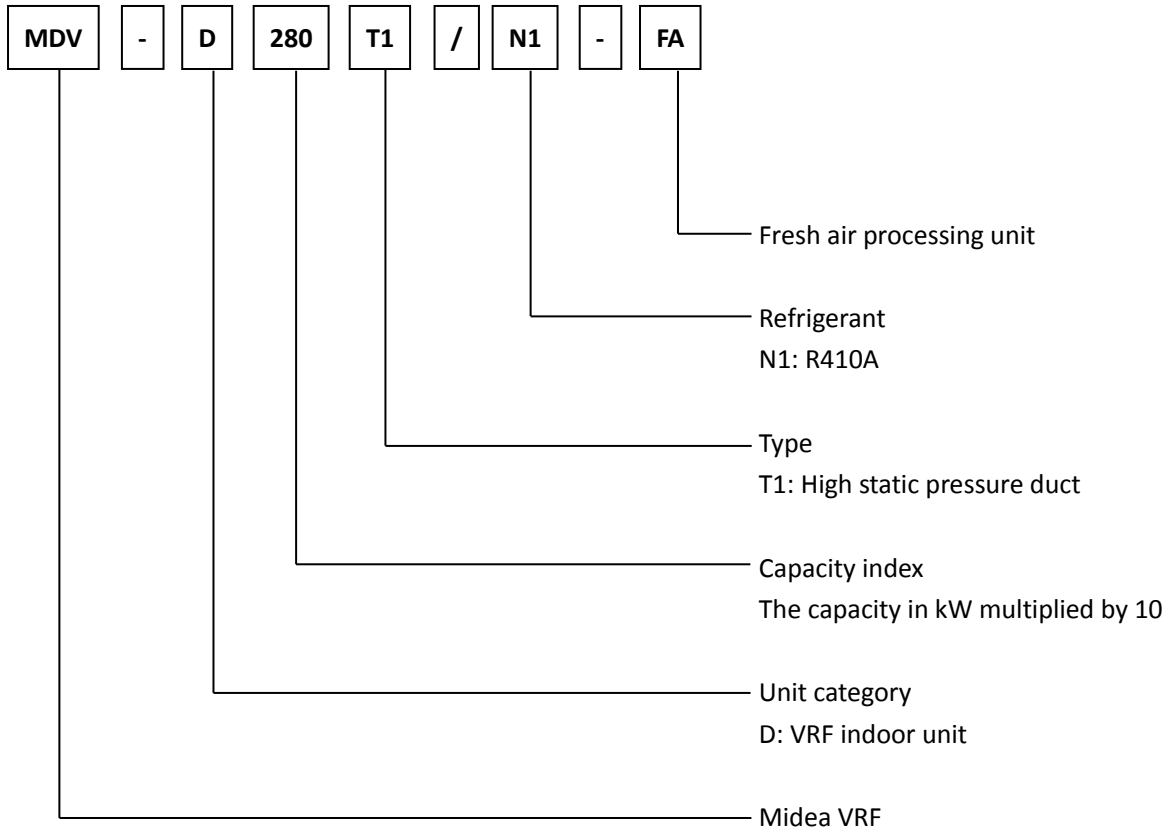 MDV - D 280 T1 / N1 - FA
Fresh air processing unit
Refrigerant
N1: R410A
Type
T1: High static pressure duct
Capacity index
The capacity in kW multiplied by 10
Unit category
D: VRF indoor unit
Midea VRF